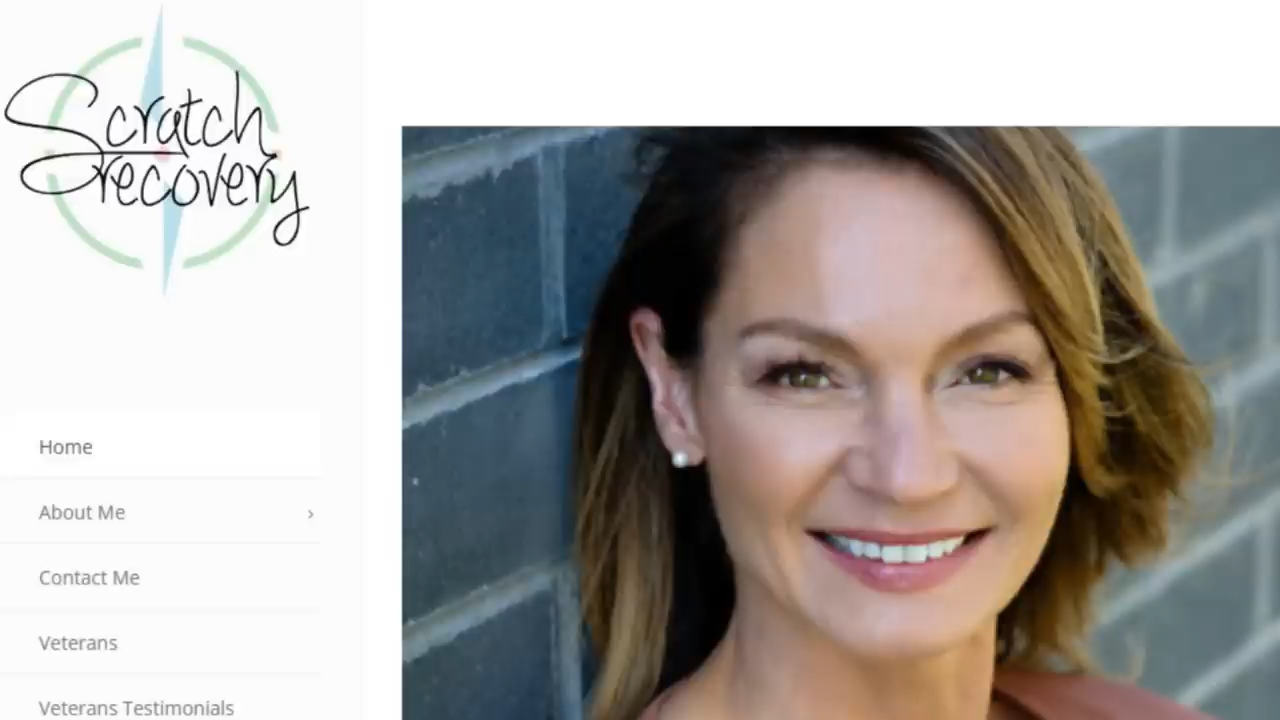 Scratch
recovery
Home
About Me ›
Contact Me
Veterans
Veterans Testimonials